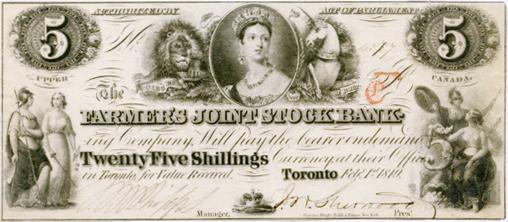 AUTHORIZED BY ACT OF PARLIAMENT
5 5
UPPER CANADA.
The
FARMER'S JOINT STOCK BANK-
ing Company, Will pay the bearer on demand
Twenty Five Shillings Currency at their Office
in Toronto, for Value Received. Toronto Feby. 1st 1849.
Manager. Pres.t